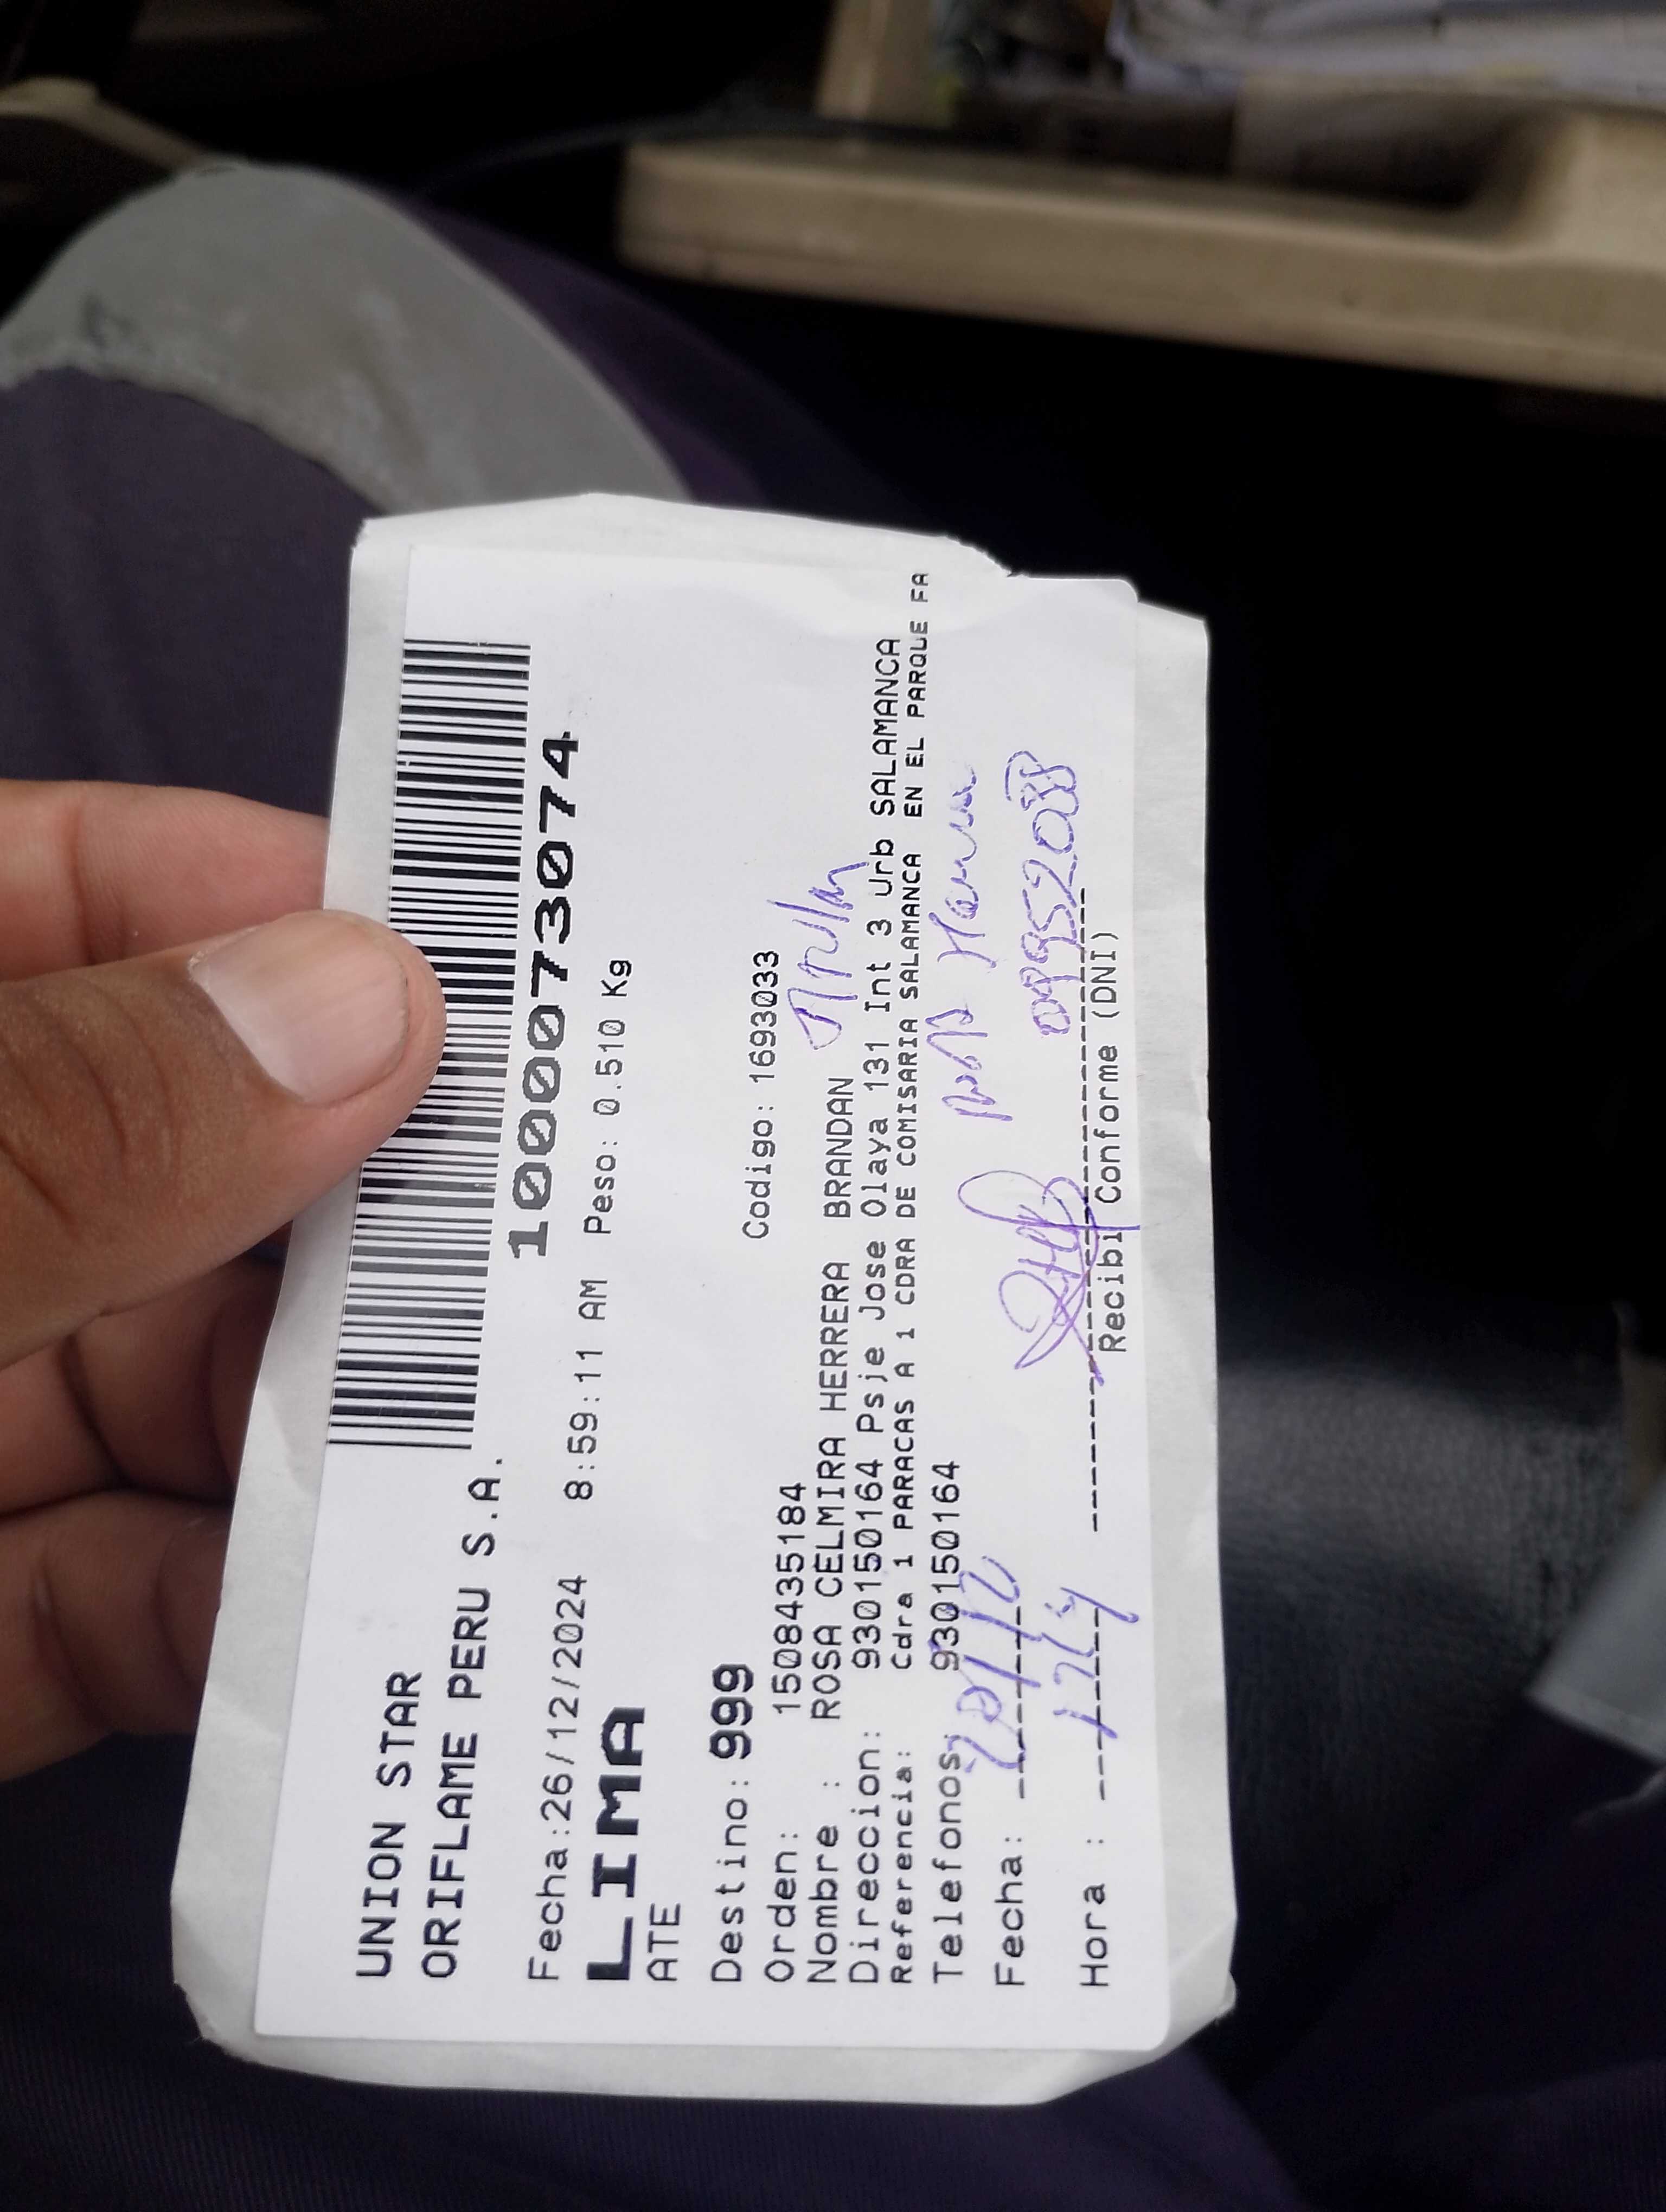 UNION STAR
ORIFLAME PERU S.A.
1000073074
Fecha:26/12/2024 8:59:11 AM Peso: 0.510 Kg
LIMA
ATE
Destino: 999
Codigo: 1693033
Orden: 1508435184
Nombre : ROSA CELMIRA HERRERA BRANDAN
Direccion: 930150164 Psje Jose Olaya 131 Int 3 Urb SALAMANCA
Referencia: Cdra 1 PARACAS A 1 CDRA DE COMISARIA SALAMANCA EN EL PARQUE FA
Telefonos: 930150164
Rosa Herrera
Fecha:
Hora :
Recibi Conforme (DNI)